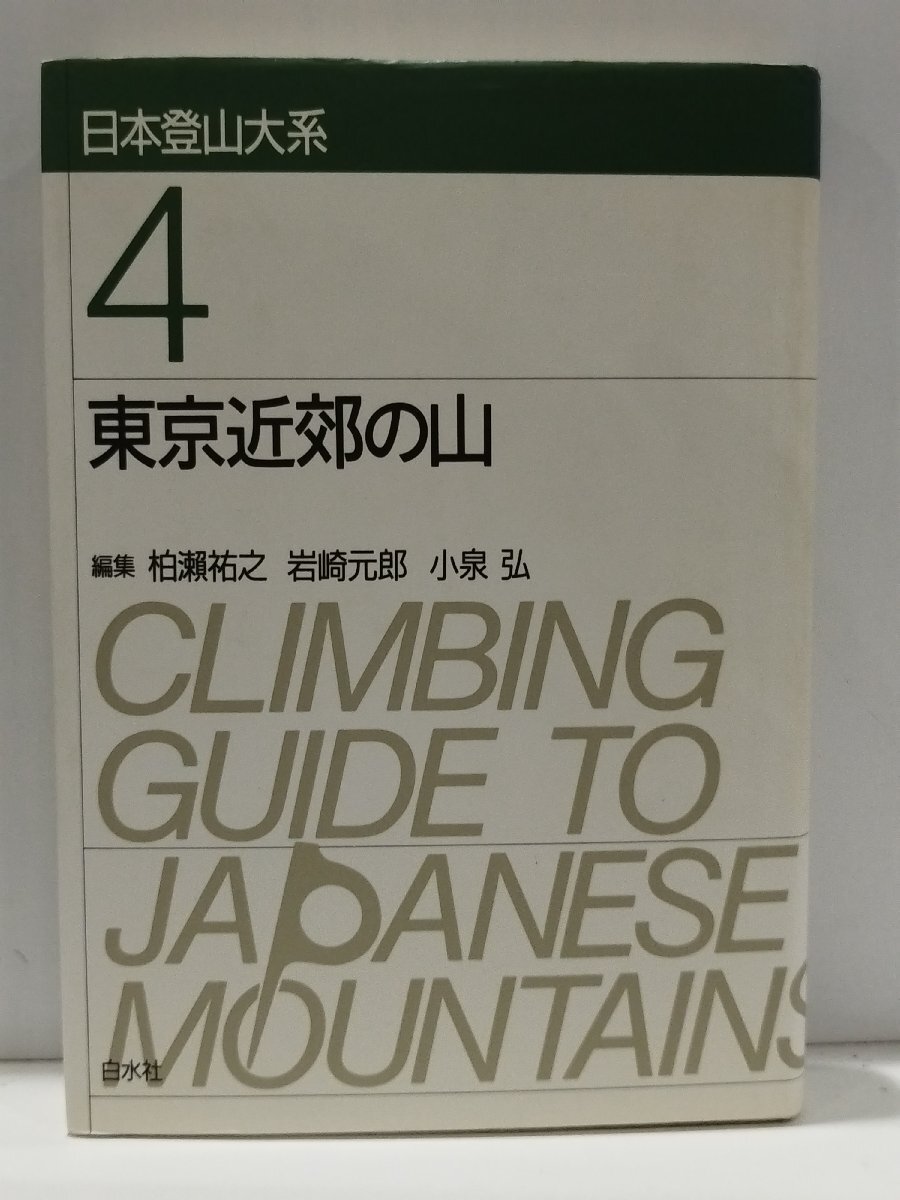 日本登山大系
4
東京近郊の山
編集 柏瀬祐之 岩崎元郎 小泉 弘
CLIMBING
GUIDE TO
JAPANESE
MOUNTAINS
白水社